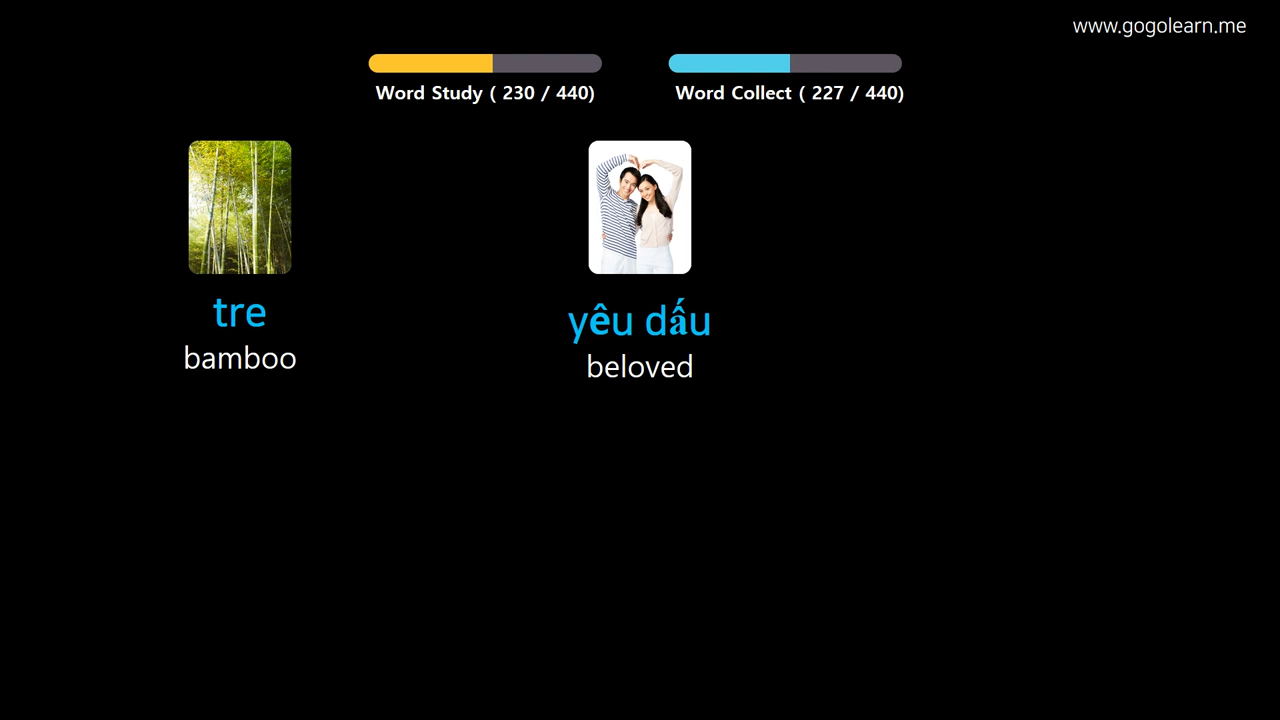 www.gogolearn.me
Word Study ( 230 / 440)
Word Collect ( 227 / 440)
tre
bamboo
yêu dấu
beloved